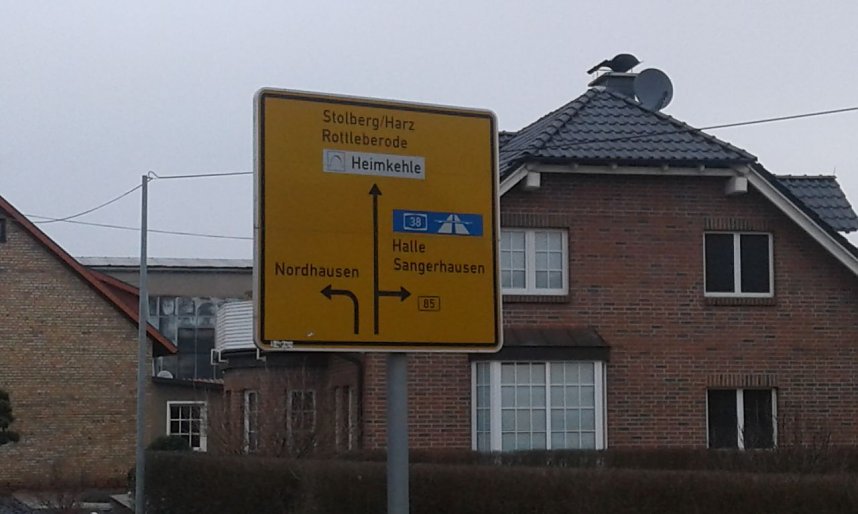 Stolberg/Harz
Rottleberode
Heimkehle
38
Halle
Sangerhausen
Nordhausen
85